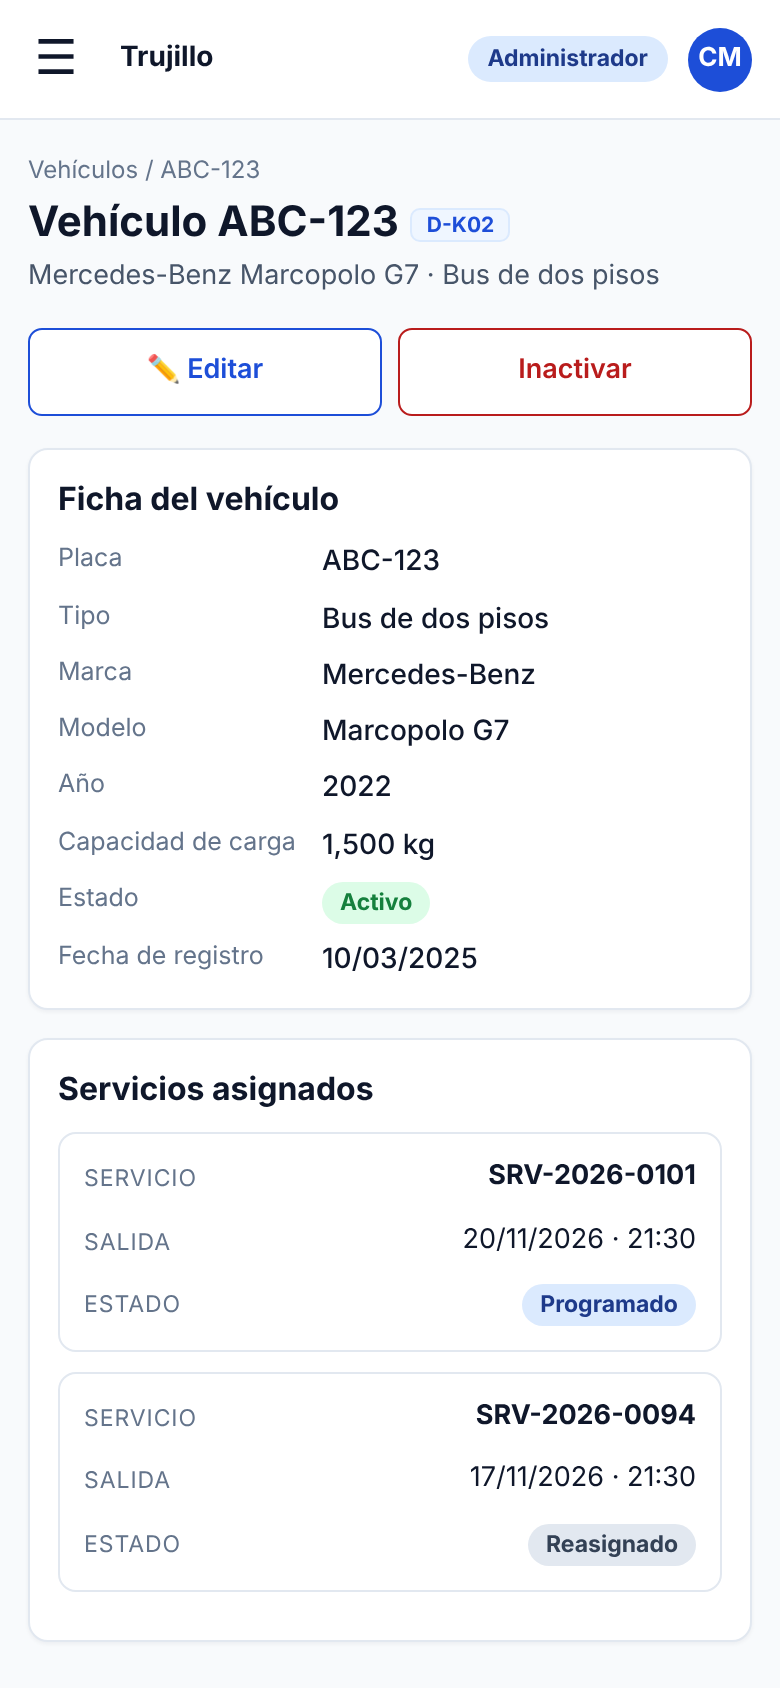 ☰ Trujillo Administrador CM
Vehículos / ABC-123
Vehículo ABC-123 D-K02
Mercedes-Benz Marcopolo G7 · Bus de dos pisos
✏️ Editar Inactivar
Ficha del vehículo
Placa ABC-123
Tipo Bus de dos pisos
Marca Mercedes-Benz
Modelo Marcopolo G7
Año 2022
Capacidad de carga 1,500 kg
Estado Activo
Fecha de registro 10/03/2025
Servicios asignados
SERVICIO SRV-2026-0101
SALIDA 20/11/2026 · 21:30
ESTADO Programado
SERVICIO SRV-2026-0094
SALIDA 17/11/2026 · 21:30
ESTADO Reasignado